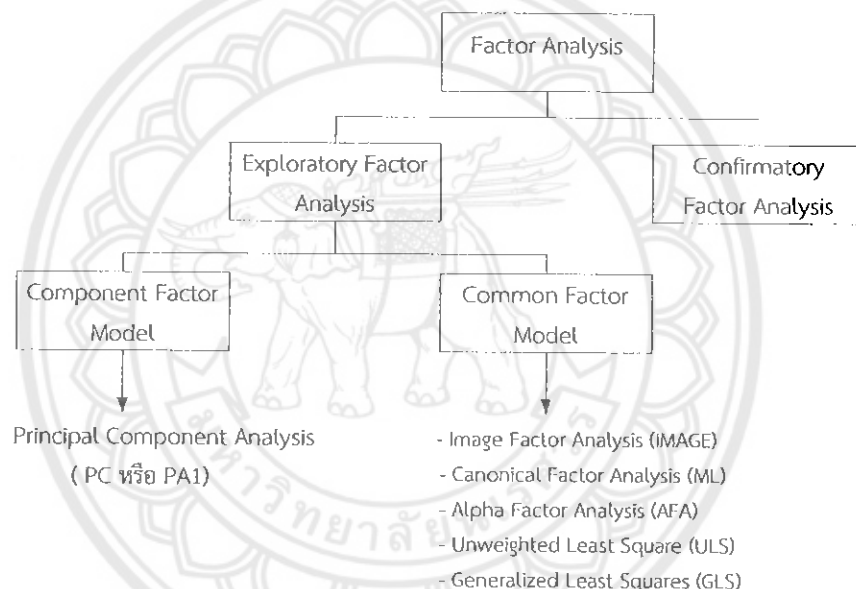 Factor Analysis
Exploratory Factor
Analysis
Confirmatory
Factor Analysis
Component Factor
Model
Common Factor
Model
Principal Component Analysis
( PC หรือ PA1)
- Image Factor Analysis (IMAGE)
- Canonical Factor Analysis (ML)
- Alpha Factor Analysis (AFA)
- Unweighted Least Square (ULS)
- Generalized Least Squares (GLS)